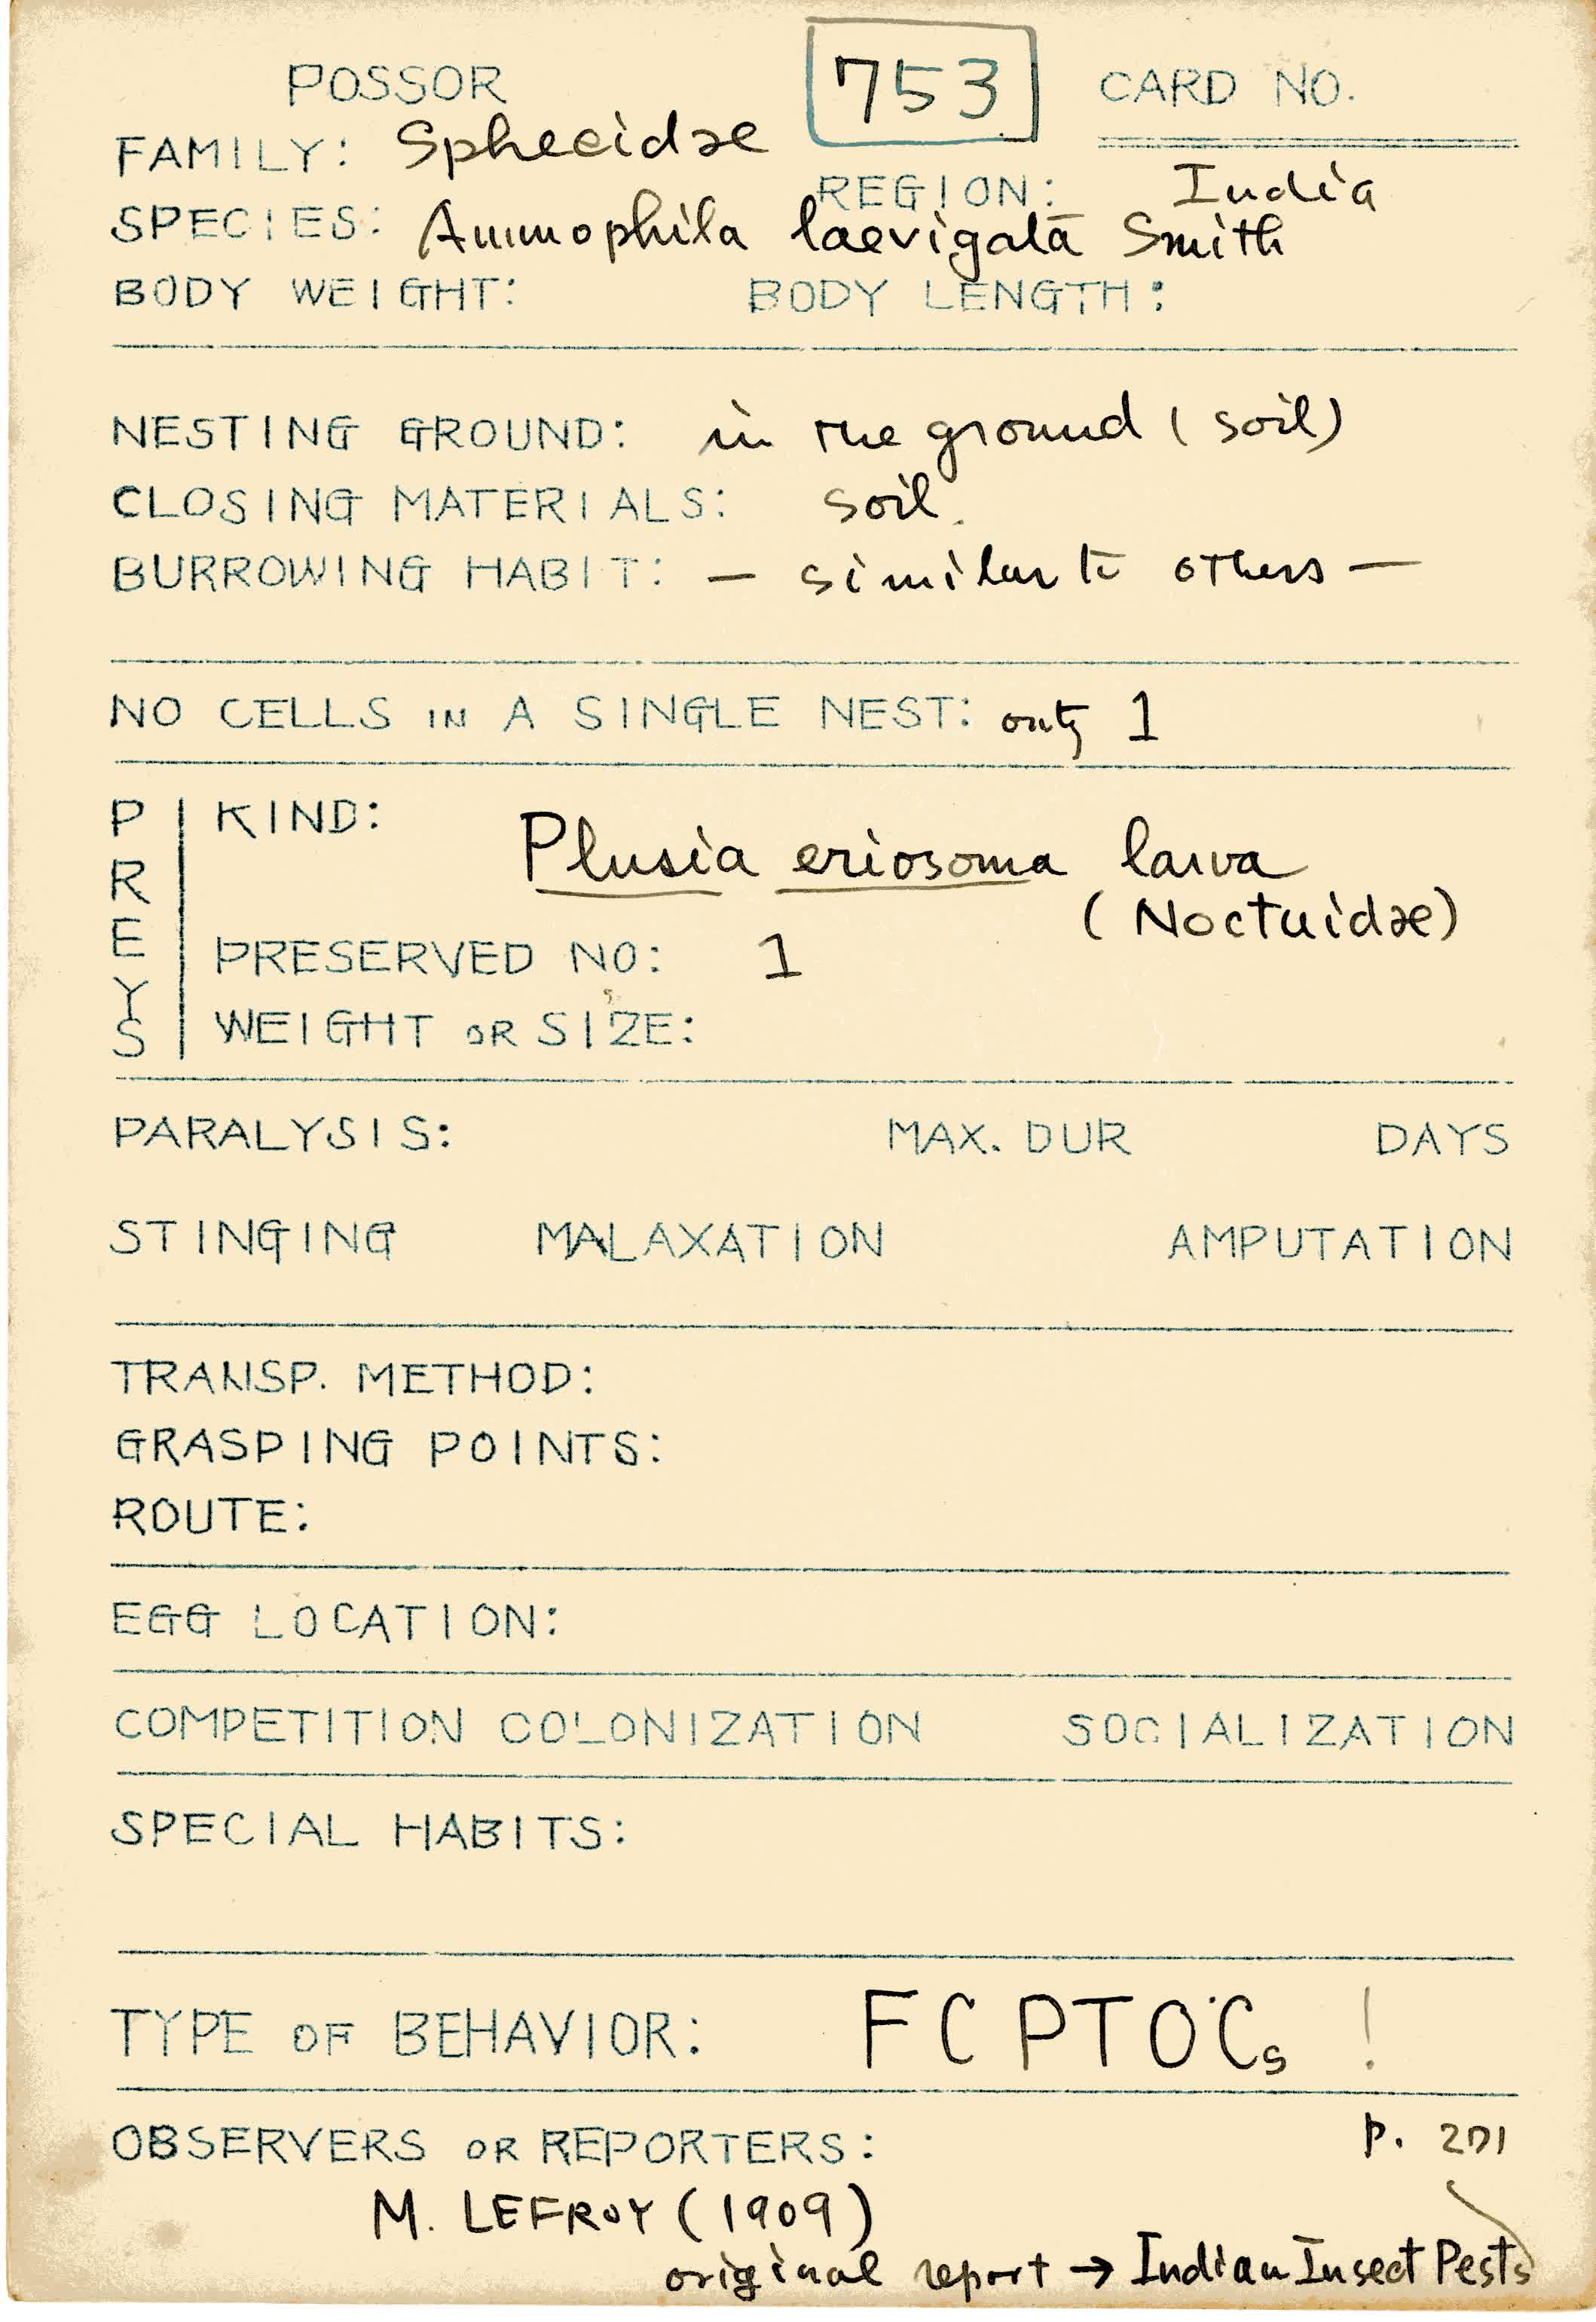 POSSOR 753 CARD NO.
FAMILY: Sphecidae
REGION: India
SPECIES: Ammophila laevigata Smith
BODY WEIGHT: BODY LENGTH:
NESTING GROUND: in the ground (soil)
CLOSING MATERIALS: soil.
BURROWING HABIT: — similar to others —
NO CELLS IN A SINGLE NEST: only 1
PREYS
KIND: Plusia eriosoma larva
(Noctuidae)
PRESERVED NO: 1
WEIGHT OR SIZE:
PARALYSIS: MAX. DUR DAYS
STINGING MALAXATION AMPUTATION
TRANSP. METHOD:
GRASPING POINTS:
ROUTE:
EGG LOCATION:
COMPETITION COLONIZATION SOCIALIZATION
SPECIAL HABITS:
TYPE OF BEHAVIOR: FCPTOCs !
OBSERVERS OR REPORTERS: p.
M. LEFROY (1909)
original report → Indian Insect Pests